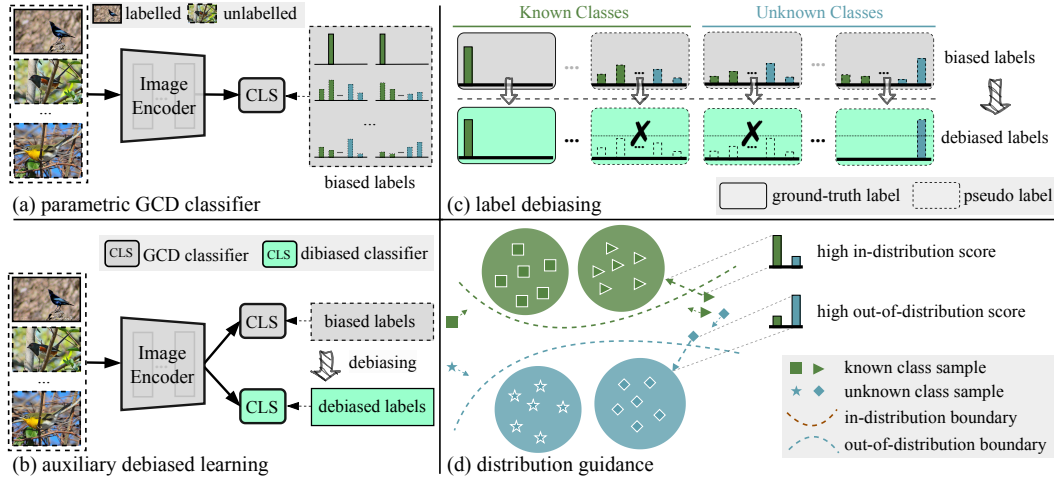 labelled
unlabelled
...
Image
Encoder
CLS
...
biased labels
(a) parametric GCD classifier
Known Classes
Unknown Classes
...
...
...
...
...
biased labels
debiased labels
...
...
...
...
ground-truth label
pseudo label
(c) label debiasing
CLS
GCD classifier
CLS
dibiased classifier
...
Image
Encoder
CLS
biased labels
debiasing
CLS
debiased labels
(b) auxiliary debiased learning
high in-distribution
score
high out-of-distribution
score
known class sample
unknown class sample
in-distribution boundary
out-of-distribution boundary
(d) distribution guidance